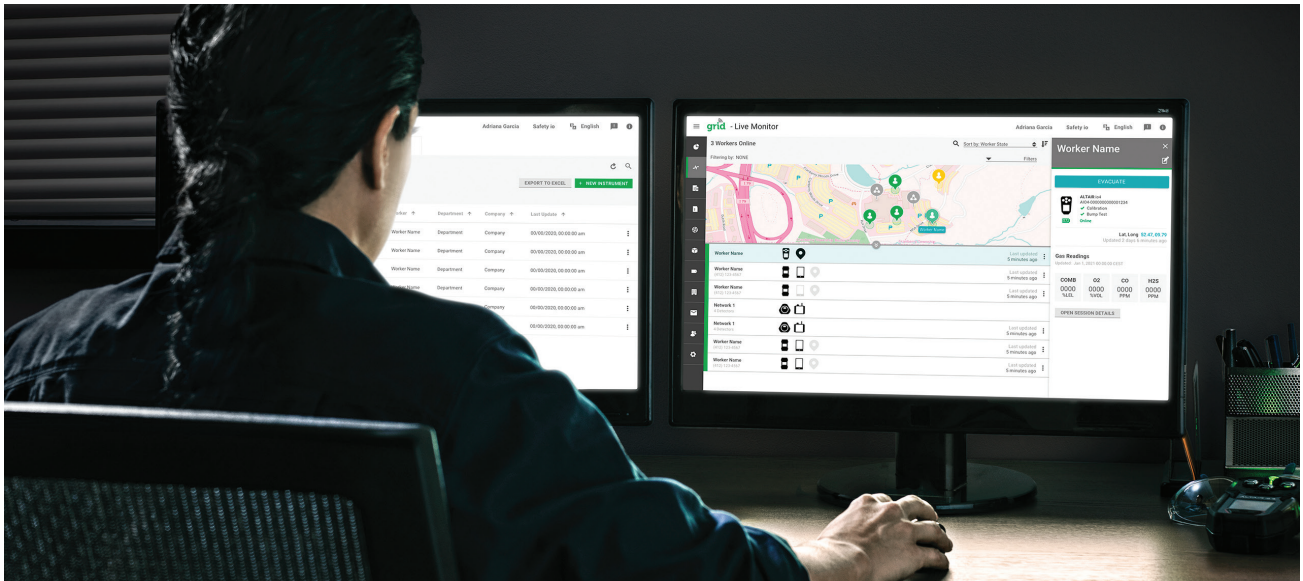 Adriana Garcia Safety io English
EXPORT TO EXCEL + NEW INSTRUMENT
Department Company Last Update
Worker Name Department Company 00/00/2020, 00:00:00 am
Worker Name Department Company 00/00/2020, 00:00:00 am
Worker Name Department Company 00/00/2020, 00:00:00 am
Worker Name Department Company 00/00/2020, 00:00:00 am
Company 00/00/2020, 00:00:00 am
00/00/2020, 00:00:00 am
grid - Live Monitor
Adriana Garcia Safety io English
3 Workers Online
Sort by: Worker State
Filtering by: NONE
Filters
Worker Name
Worker Name
Last updated
5 minutes ago
Worker Name
Last updated
5 minutes ago
Worker Name
Last updated
5 minutes ago
Network 1
Network 1
Last updated
5 minutes ago
Worker Name
Last updated
5 minutes ago
Worker Name
Last updated
5 minutes ago
Worker Name
EVACUATE
ALTAIR io4
Calibration
Bump Test
Online
Lat, Long
Updated 2 days 6 minutes ago
Gas Readings
COMB O2 CO H2S
0000 0000 0000 0000
%LEL %VOL PPM PPM
OPEN SESSION DETAILS